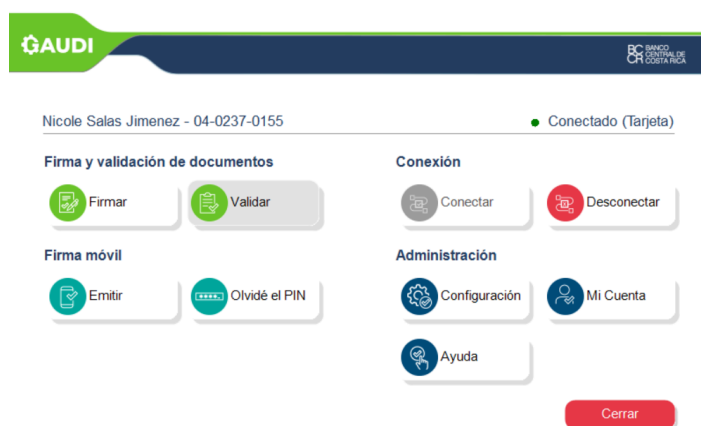 GAUDI
BANCO
CENTRAL DE
COSTA RICA
BCCR
Nicole Salas Jimenez - 04-0237-0155
Conectado (Tarjeta)
Firma y validación de documentos
Conexión
Firmar
Validar
Conectar
Desconectar
Firma móvil
Administración
Emitir
Olvidé el PIN
Configuración
Mi Cuenta
Ayuda
Cerrar